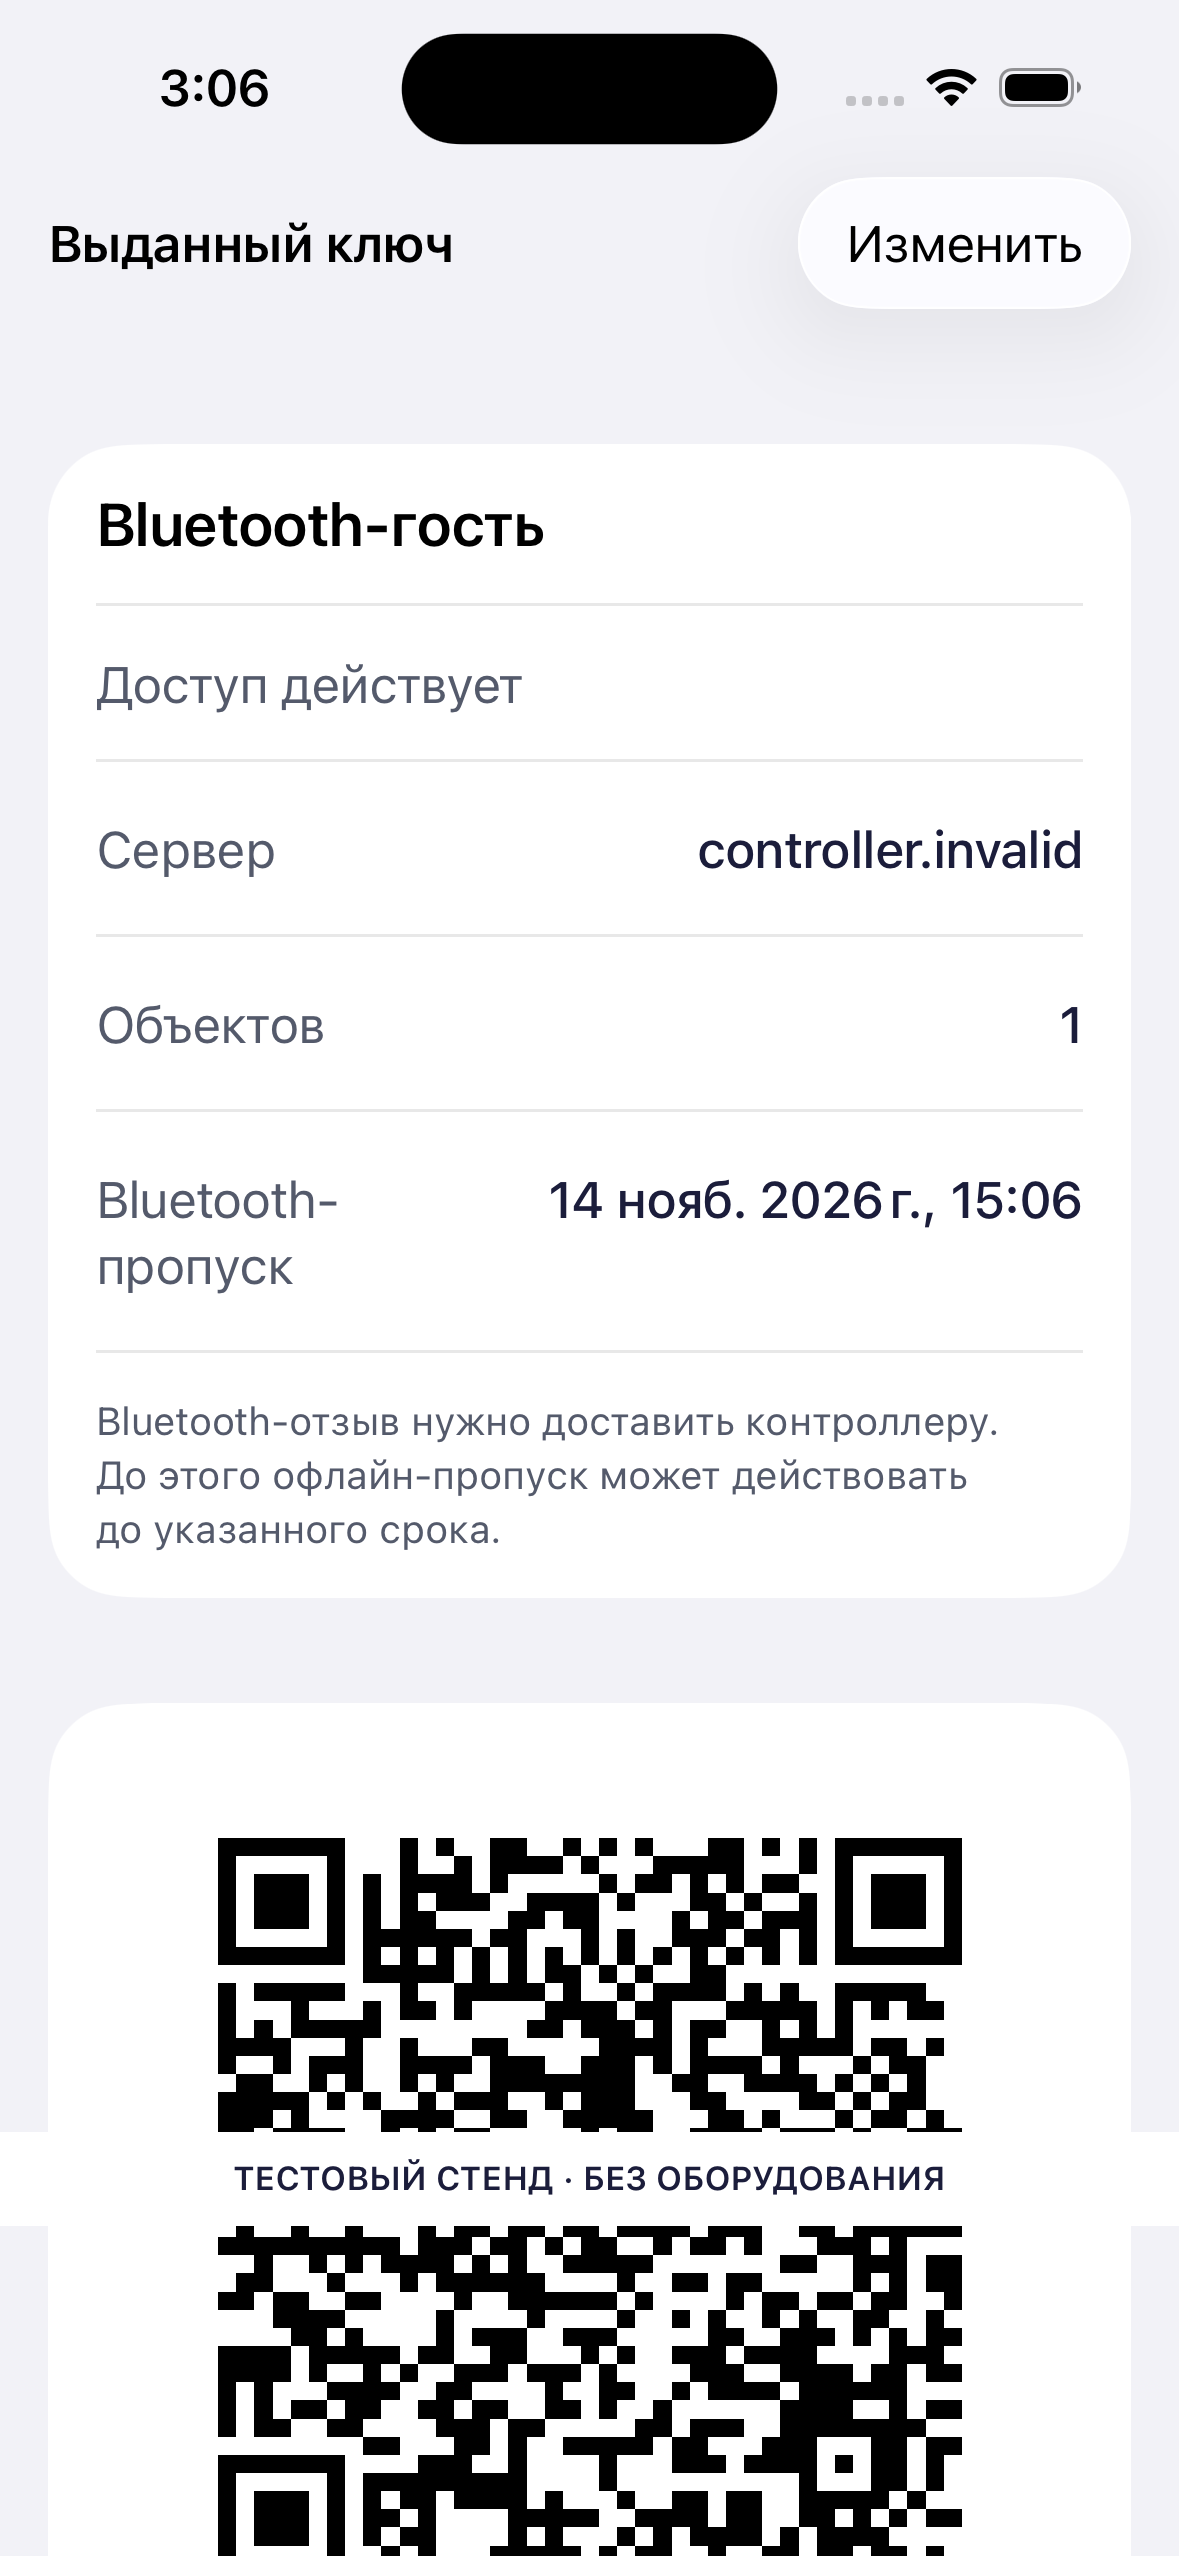 3:06
Выданный ключ
Изменить
Bluetooth-гость
Доступ действует
Сервер
controller.invalid
Объектов
1
Bluetooth-
пропуск
14 нояб. 2026 г., 15:06
Bluetooth-отзыв нужно доставить контроллеру.
До этого офлайн-пропуск может действовать
до указанного срока.
ТЕСТОВЫЙ СТЕНД · БЕЗ ОБОРУДОВАНИЯ